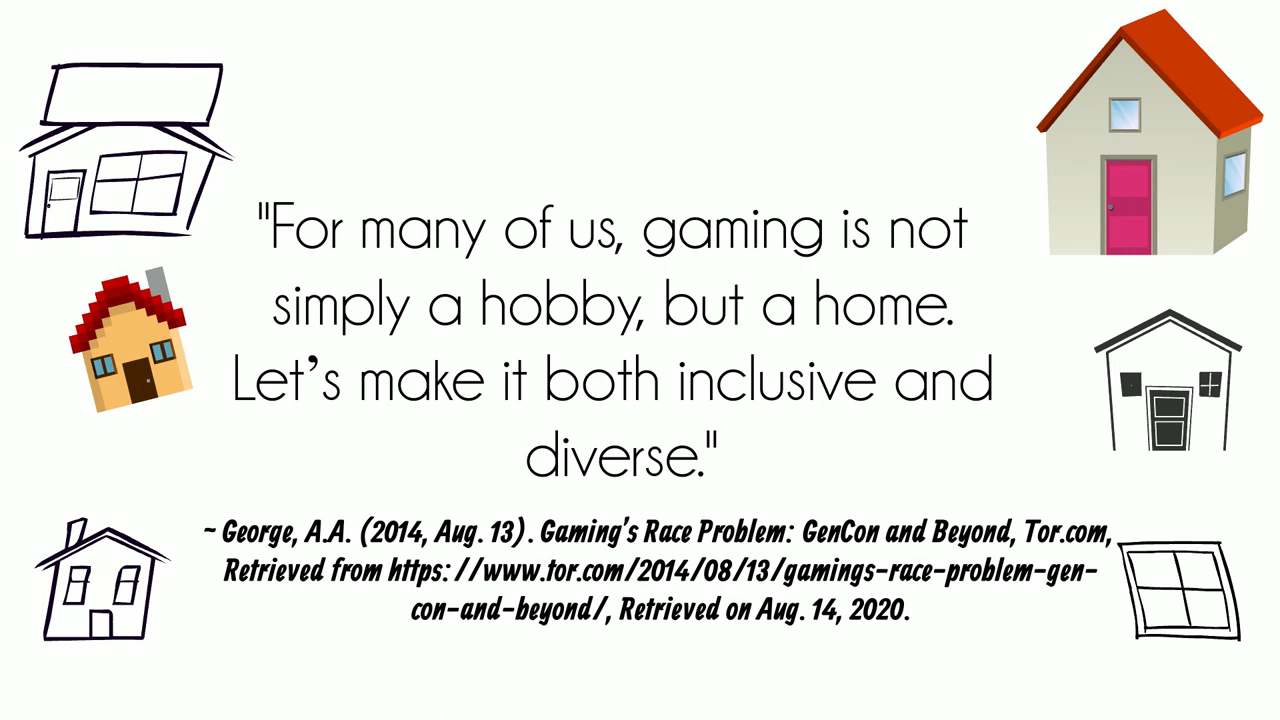 "For many of us, gaming is not
simply a hobby, but a home.
Let’s make it both inclusive and
diverse."
~ George, A.A. (2014, Aug. 13). Gaming's Race Problem: GenCon and Beyond, Tor.com,
Retrieved from https: //www.tor.com/2014/08/13/gamings-race-problem-gen-
con-and-beyond/, Retrieved on Aug. 14, 2020.